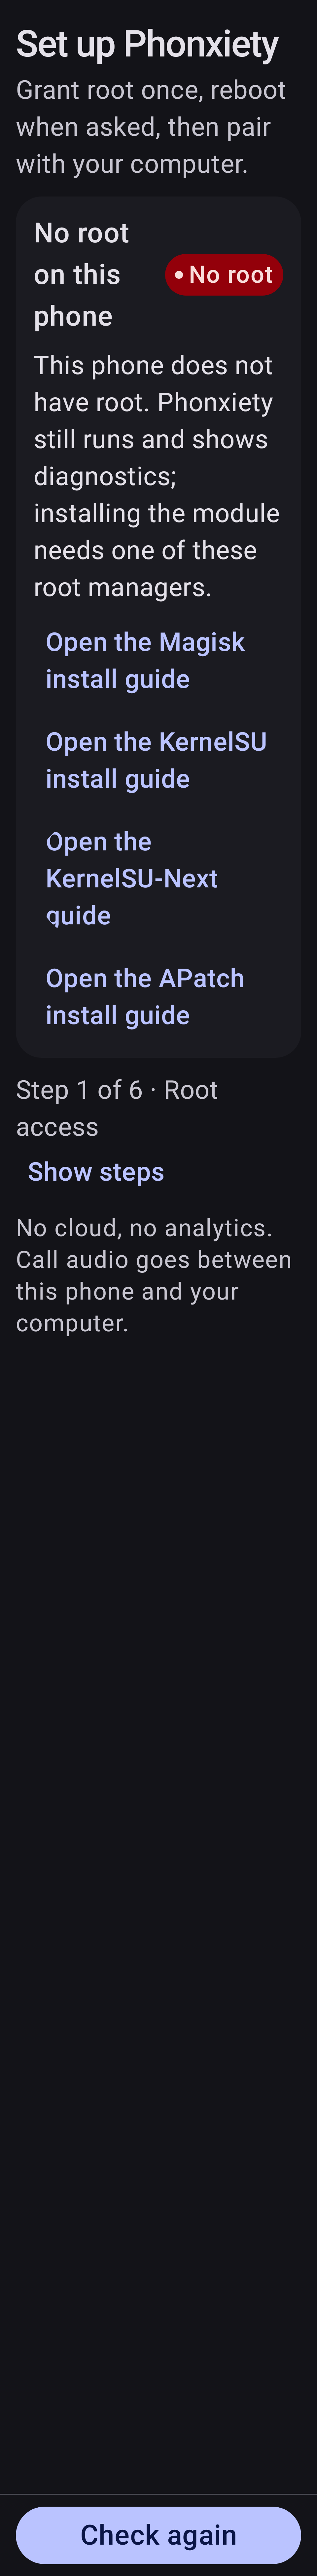 Set up Phonxiety
Grant root once, reboot
when asked, then pair
with your computer.
No root
on this
phone
• No root
This phone does not
have root. Phonxiety
still runs and shows
diagnostics;
installing the module
needs one of these
root managers.
Open the Magisk
install guide
Open the KernelSU
install guide
Open the
KernelSU-Next
guide
Open the APatch
install guide
Step 1 of 6 · Root
access
Show steps
No cloud, no analytics.
Call audio goes between
this phone and your
computer.
Check again